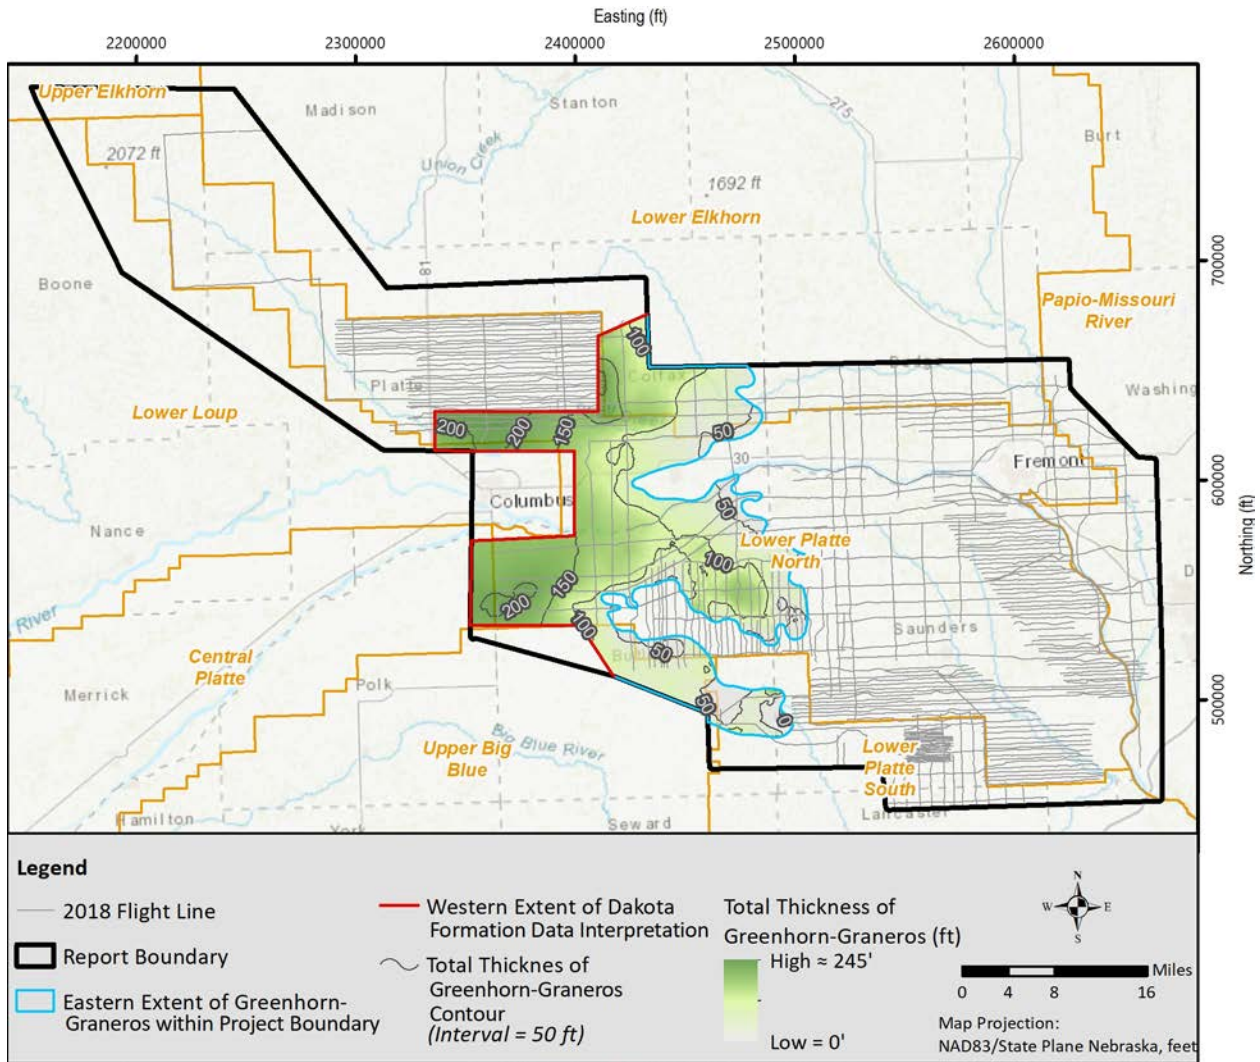 Easting (ft)
2200000
2300000
2400000
2500000
2600000
Upper Elkhorn
Madison
Stanton
275
Burt
2072 ft
Union Creek
1692 ft
Lower Elkhorn
700000
Boone
81
Papio-Missouri
River
100
Colfax
Dodge
Platte
Washing
Lower Loup
200
200
150
50
30
Fremont
600000
Northing (ft)
Columbus
50
Nance
Lower Platte
North
100
D
150
200
River
100
Saunders
50
Bu
Central
Platte
Merrick
Polk
50
0
500000
Big Blue River
Upper Big
Blue
Lower
Platte
South
Hamilton
York
Seward
Lancaster
Legend
2018 Flight Line
Report Boundary
Eastern Extent of Greenhorn-
Graneros within Project Boundary
Western Extent of Dakota
Formation Data Interpretation
Total Thicknes of
Greenhorn-Graneros
Contour
(Interval = 50 ft)
Total Thickness of
Greenhorn-Graneros (ft)
High ≈ 245'
Low = 0'
N
W
E
S
Miles
0
4
8
16
Map Projection:
NAD83/State Plane Nebraska, feet